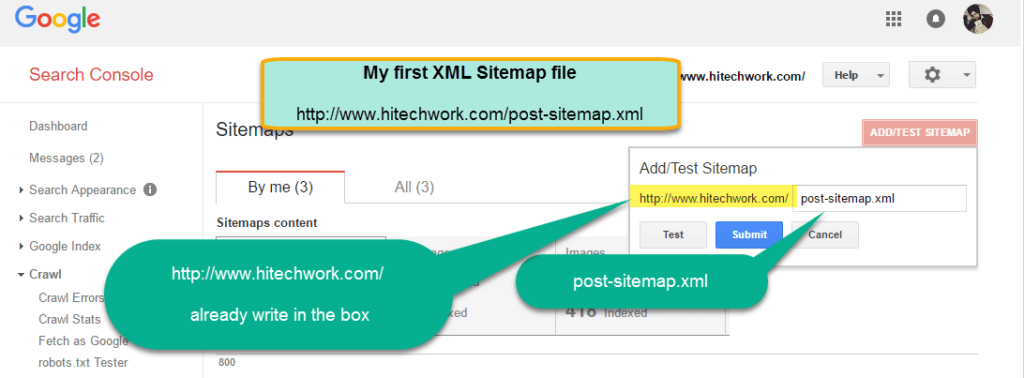 Google
My first XML Sitemap file
http://www.hitechwork.com/post-sitemap.xml
Search Console
www.hitechwork.com/
Help
Dashboard
Messages (2)
Search Appearance
Search Traffic
Google Index
Crawl
Crawl Errors
Crawl Stats
Fetch as Google
robots.txt Tester
Sitemaps
ADD/TEST SITEMAP
By me (3)
All (3)
Sitemaps content
Add/Test Sitemap
http://www.hitechwork.com/ post-sitemap.xml
Test
Submit
Cancel
http://www.hitechwork.com/
already write in the box
post-sitemap.xml
Images
418 Indexed
800